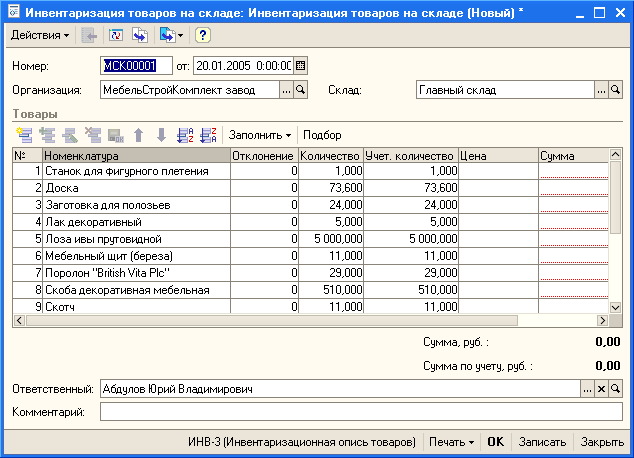 Инвентаризация товаров на складе: Инвентаризация товаров на складе (Новый) *
Действия
Номер: МСК00001 от: 20.01.2005 0:00:00
Организация: МебельСтройКомплект завод ... Склад: Главный склад ...
Товары
Заполнить Подбор
№ Номенклатура Отклонение Количество Учет. количество Цена Сумма
1 Станок для фигурного плетения 0 1,000 1,000
2 Доска 0 73,600 73,600
3 Заготовка для полозьев 0 24,000 24,000
4 Лак декоративный 0 5,000 5,000
5 Лоза ивы прутовидной 0 5 000,000 5 000,000
6 Мебельный щит (береза) 0 11,000 11,000
7 Поролон "British Vita Plc" 0 29,000 29,000
8 Скоба декоративная мебельная 0 510,000 510,000
9 Скотч 0 11,000 11,000
Сумма, руб. : 0,00
Сумма по учету, руб. : 0,00
Ответственный: Абдулов Юрий Владимирович ...
Комментарий:
ИНВ-3 (Инвентаризационная опись товаров) Печать OK Записать Закрыть